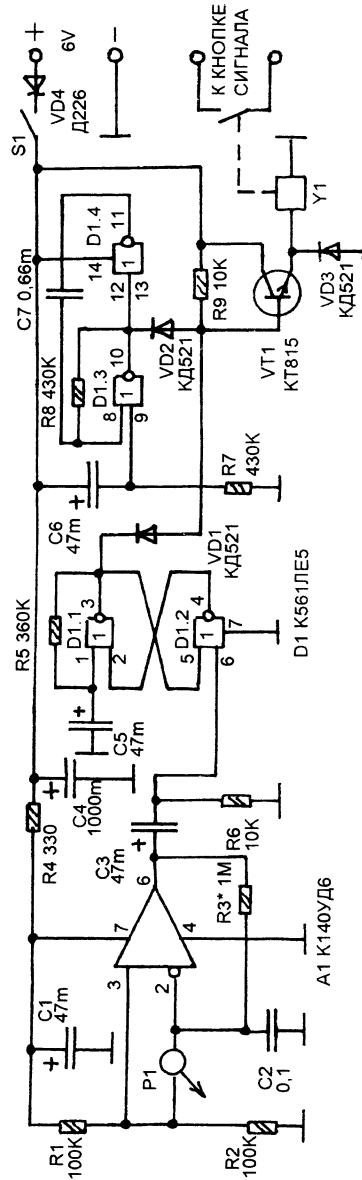 +
6V
VD4
Д226
–
К КНОПКЕ
СИГНАЛА
S1
C7 0,66m
14
D1.4
1
11
12
13
R8 430K
D1.3
8
1
10
9
VD2
КД521
R9 10K
Y1
VT1
КТ815
VD3
КД521
+
C6
47m
R7
430K
R5 360K
D1.1
1
1
3
2
VD1
КД521
D1.2
5
1
4
6
7
D1 К561ЛЕ5
+
C5
47m
+
C4
1000m
R4 330
C3
47m
+
R6
10K
R3* 1M
7
6
3
2
4
A1 К140УД6
+
C1
47m
P1
C2
0,1
R1
100K
R2
100K